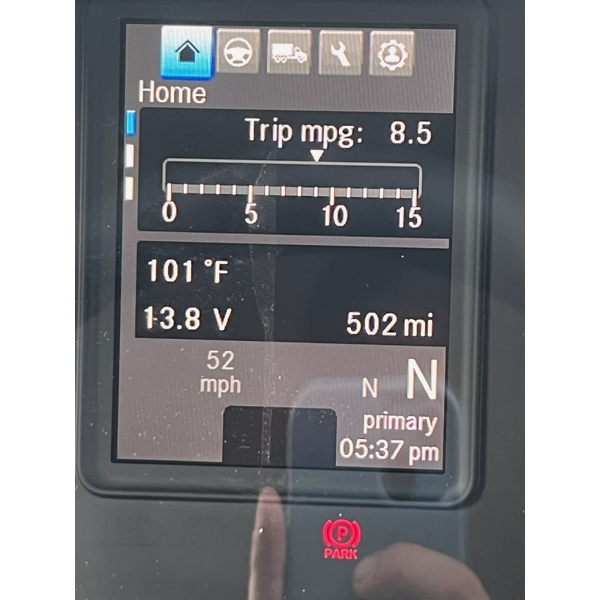 Home
Trip mpg: 8.5
0 5 10 15
101 °F
13.8 V 502 mi
52
mph
N N
primary
05:37 pm
P
PARK